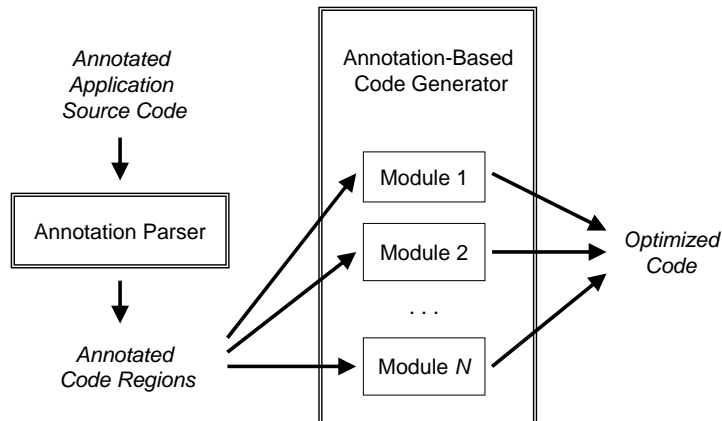 Annotated
Application
Source Code
Annotation Parser
Annotated
Code Regions
Annotation-Based
Code Generator
Module 1
Module 2
. . .
Module N
Optimized
Code